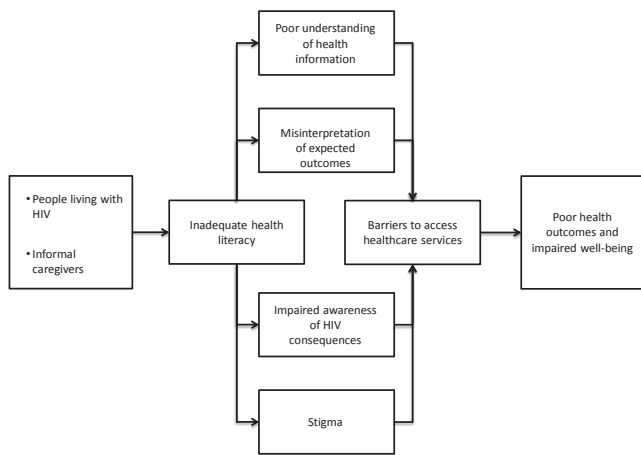 • People living with
HIV
• Informal
caregivers
Inadequate health
literacy
Poor understanding
of health
information
Misinterpretation
of expected
outcomes
Impaired awareness
of HIV
consequences
Stigma
Barriers to access
healthcare services
Poor health
outcomes and
impaired well-being